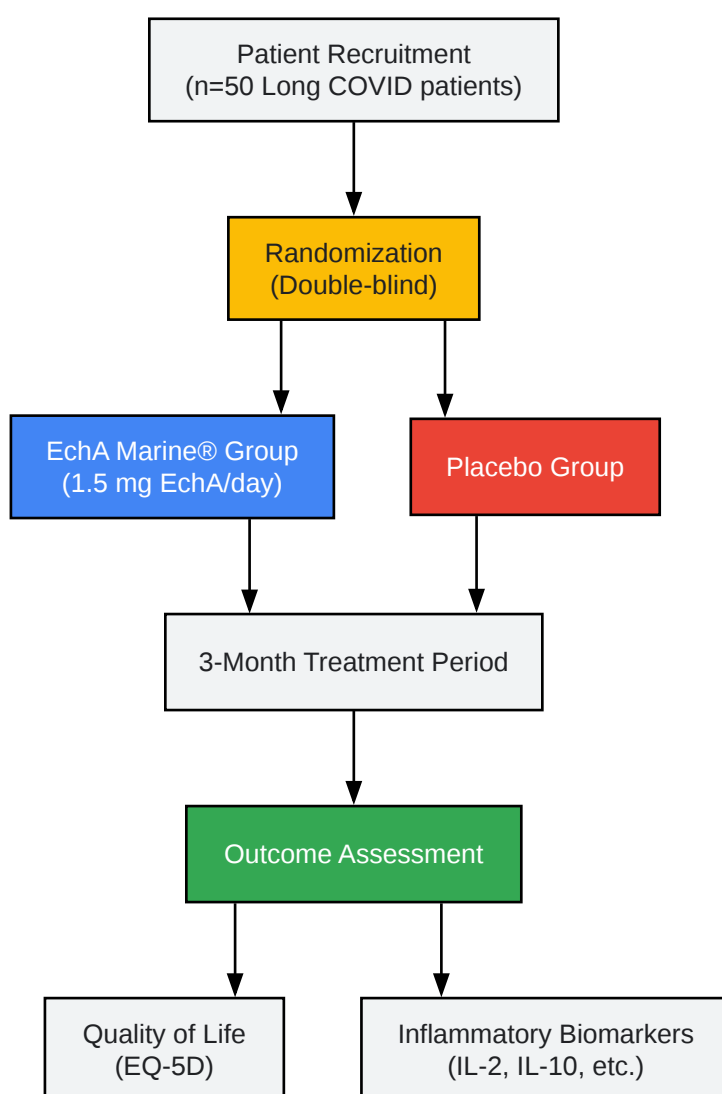 Patient Recruitment
(n=50 Long COVID patients)
Randomization
(Double-blind)
EchA Marine® Group
(1.5 mg EchA/day)
Placebo Group
3-Month Treatment Period
Outcome Assessment
Quality of Life
(EQ-5D)
Inflammatory Biomarkers
(IL-2, IL-10, etc.)